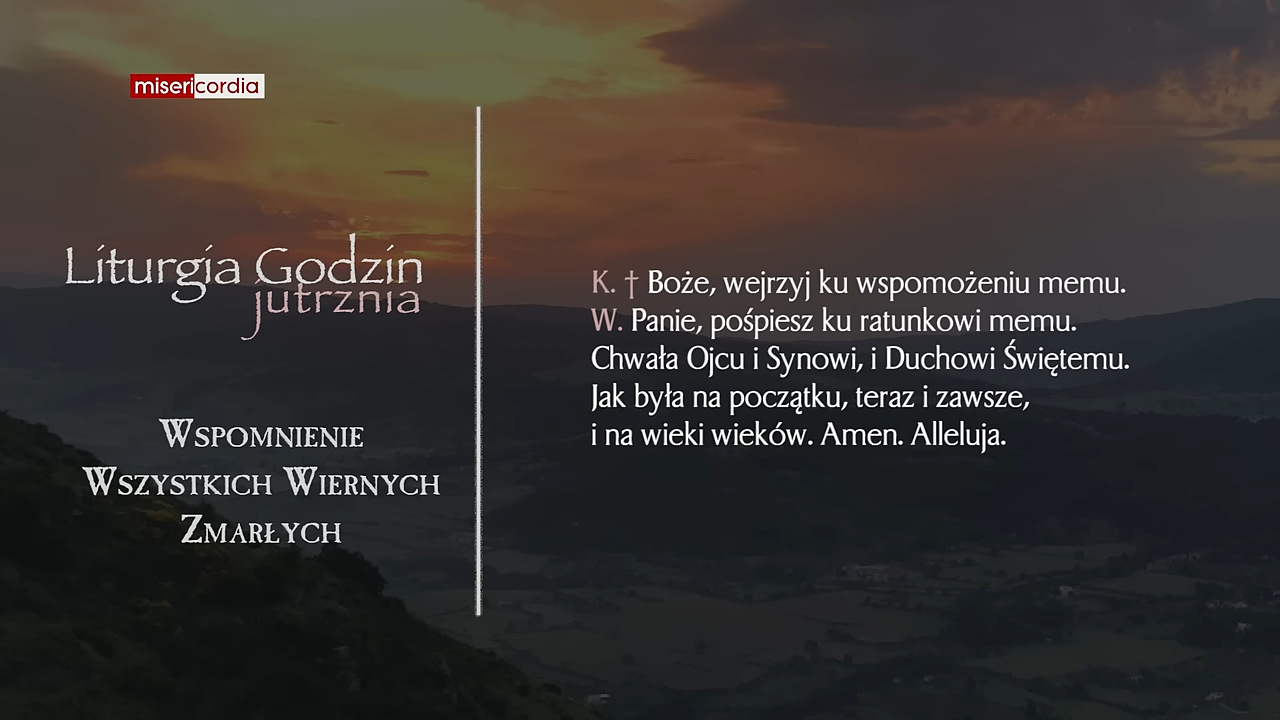 misericordia
Liturgia Godzin
jutrznia
Wspomnienie
Wszystkich Wiernych
Zmarłych
K. † Boże, wejrzyj ku wspomożeniu memu.
W. Panie, pośpiesz ku ratunkowi memu.
Chwała Ojcu i Synowi, i Duchowi Świętemu.
Jak była na początku, teraz i zawsze,
i na wieki wieków. Amen. Alleluja.